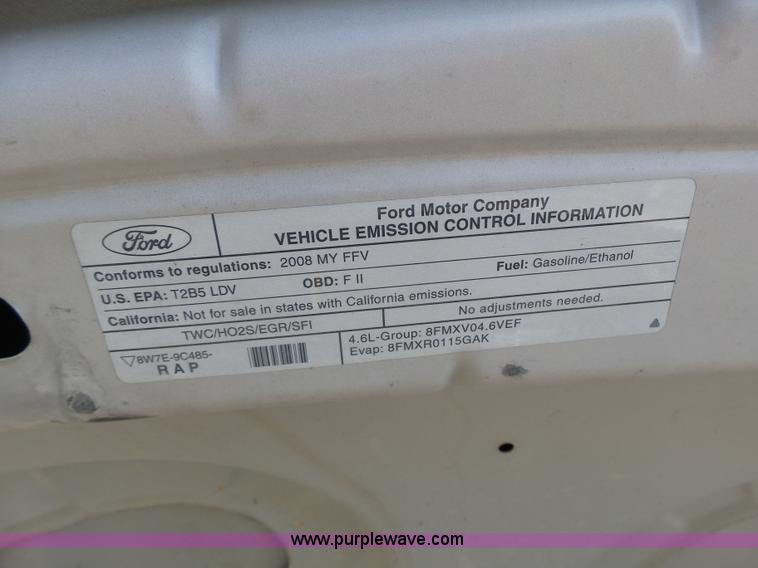 Ford
Ford Motor Company
VEHICLE EMISSION CONTROL INFORMATION
Conforms to regulations: 2008 MY FFV
U.S. EPA: T2B5 LDV OBD: F II Fuel: Gasoline/Ethanol
California: Not for sale in states with California emissions.
TWC/HO2S/EGR/SFI No adjustments needed.
8W7E-9C485-
R A P
4.6L-Group: 8FMXV04.6VEF
Evap: 8FMXR0115GAK
www.purplewave.com